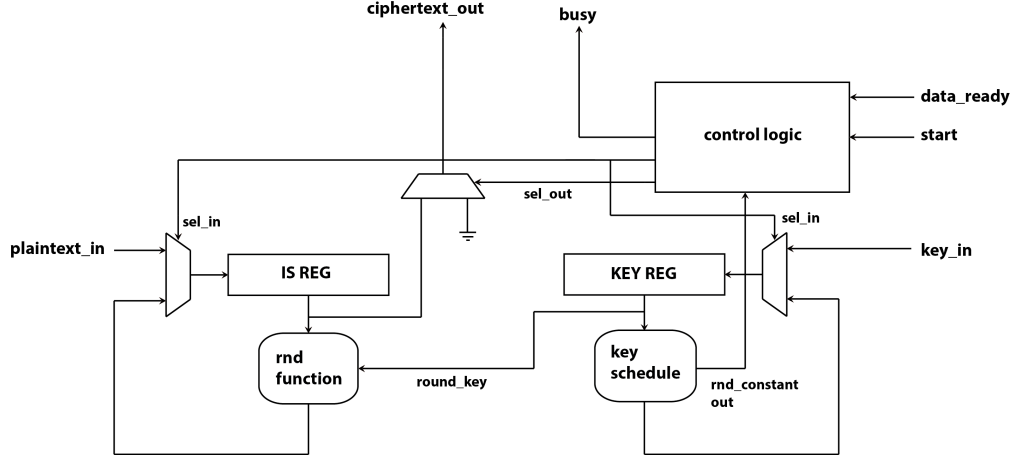 ciphertext_out
busy
data_ready
control logic
start
sel_out
sel_in
sel_in
plaintext_in
key_in
IS REG
KEY REG
rnd
function
key
schedule
round_key
rnd_constant
out